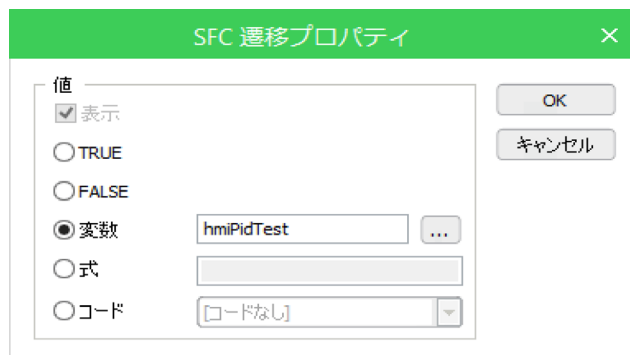 SFC 遷移プロパティ
値
表示
OK
TRUE
キャンセル
FALSE
変数 hmiPidTest ...
式
コード [コードなし]